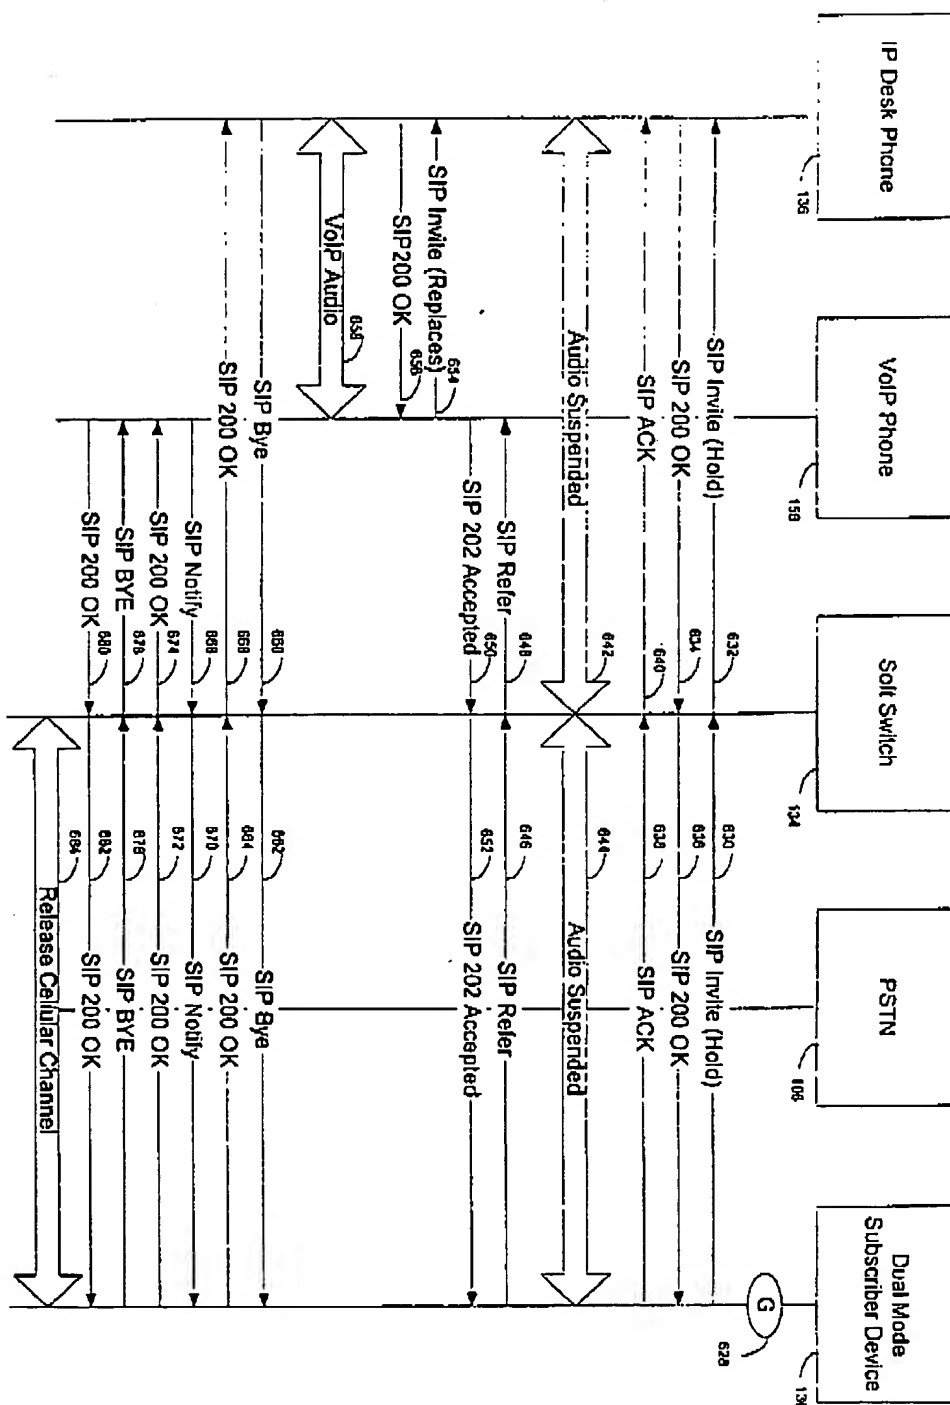 IP Desk Phone
136
VoIP Phone
158
Soft Switch
134
PSTN
106
Dual Mode
Subscriber Device
G
628
SIP Invite (Hold)
632
SIP Invite (Hold)
630
SIP 200 OK
634
SIP 200 OK
636
SIP ACK
640
SIP ACK
638
Audio Suspended
642
Audio Suspended
644
SIP Refer
648
SIP Refer
646
SIP 202 Accepted
650
SIP 202 Accepted
652
SIP Invite (Replaces)
654
SIP200 OK
656
VoIP Audio
658
SIP Bye
660
SIP Bye
662
SIP 200 OK
666
SIP 200 OK
664
SIP Notify
668
SIP Notify
670
SIP 200 OK
674
SIP 200 OK
672
SIP BYE
678
SIP BYE
676
SIP 200 OK
680
SIP 200 OK
682
Release Cellular Channel
684